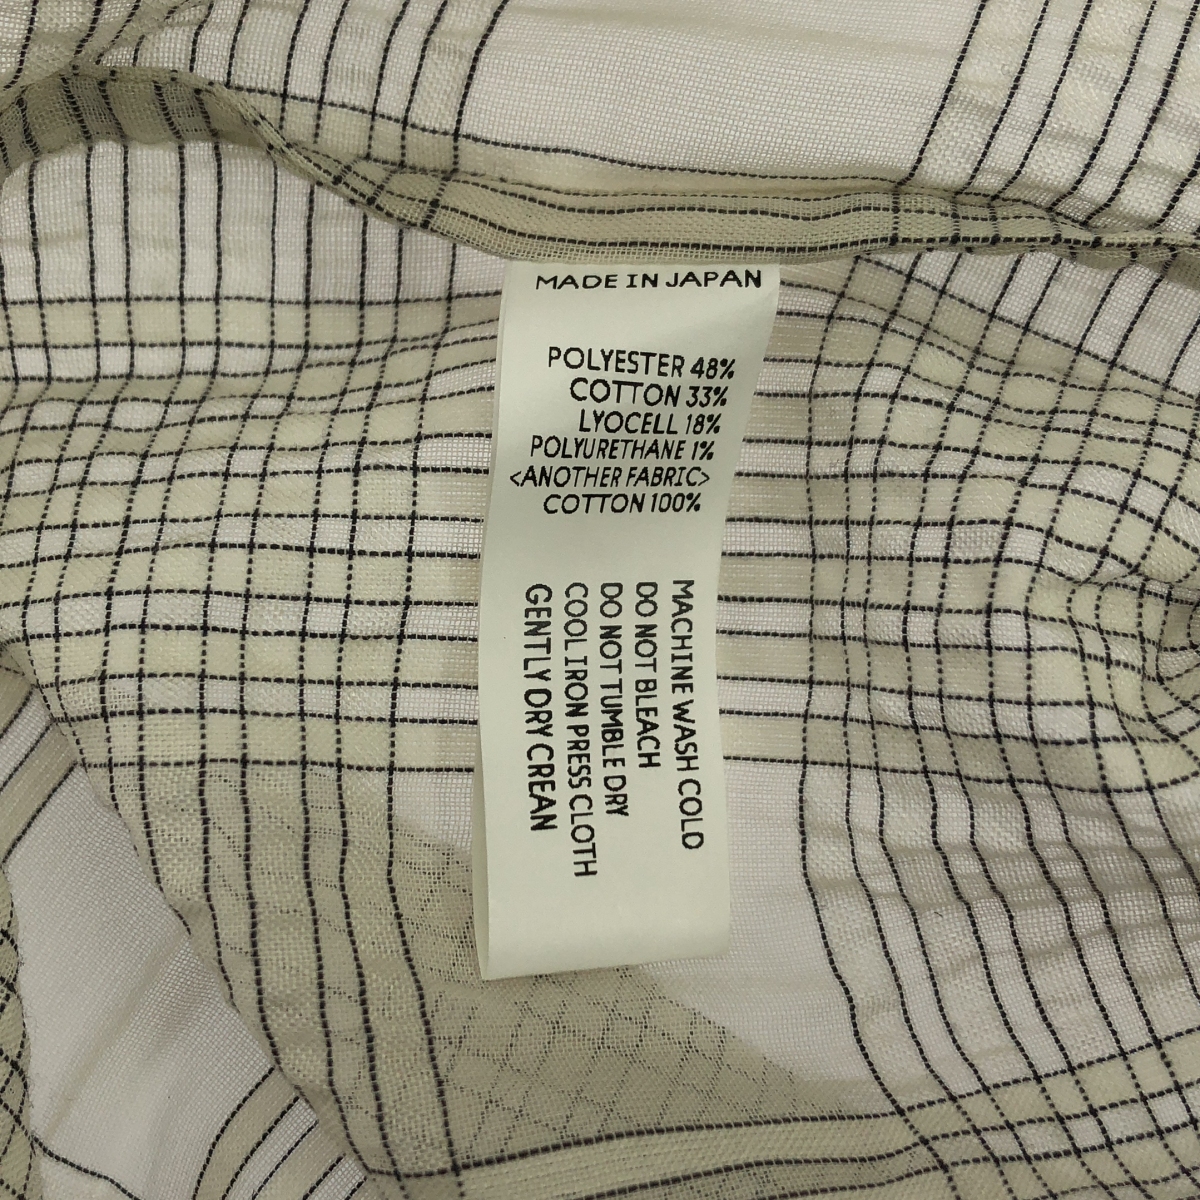 MADE IN JAPAN
POLYESTER 48%
COTTON 33%
LYOCELL 18%
POLYURETHANE 1%
<ANOTHER FABRIC>
COTTON 100%
MACHINE WASH COLD
DO NOT BLEACH
DO NOT TUMBLE DRY
COOL IRON PRESS CLOTH
GENTLY DRY CREAN